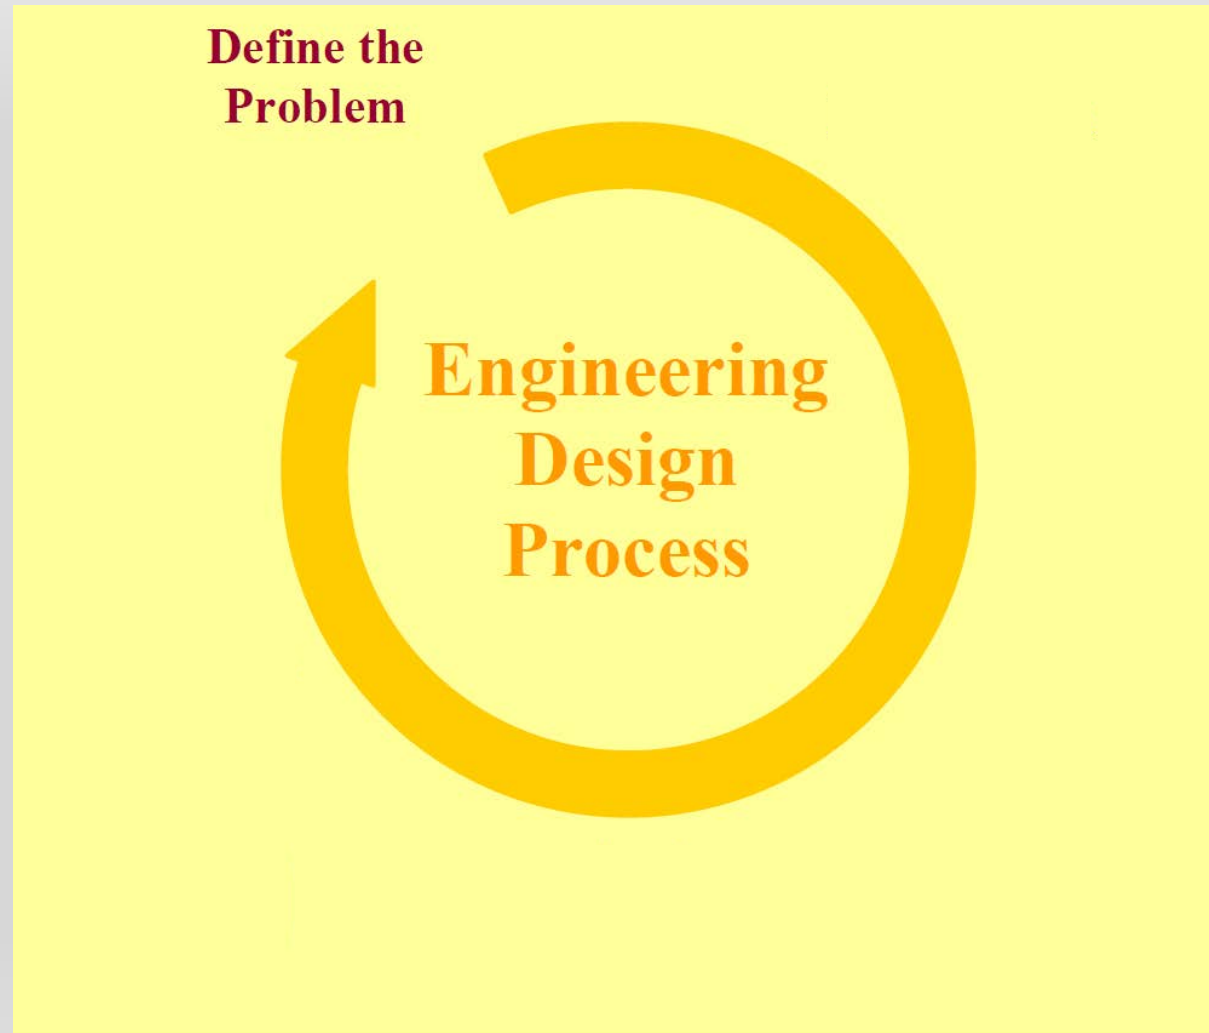 Define the
Problem
Engineering
Design
Process